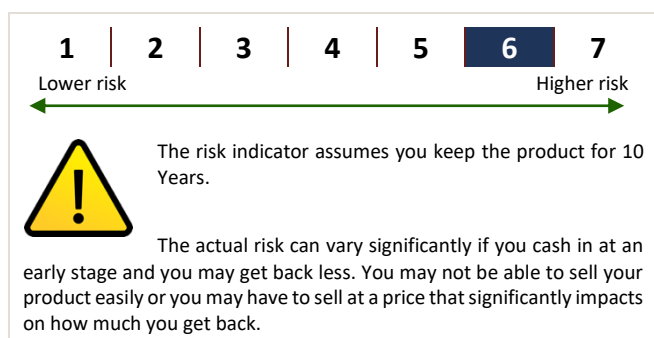 1 2 3 4 5 6 7
Lower risk Higher risk
The risk indicator assumes you keep the product for 10
Years.
The actual risk can vary significantly if you cash in at an
early stage and you may get back less. You may not be able to sell your
product easily or you may have to sell at a price that significantly impacts
on how much you get back.